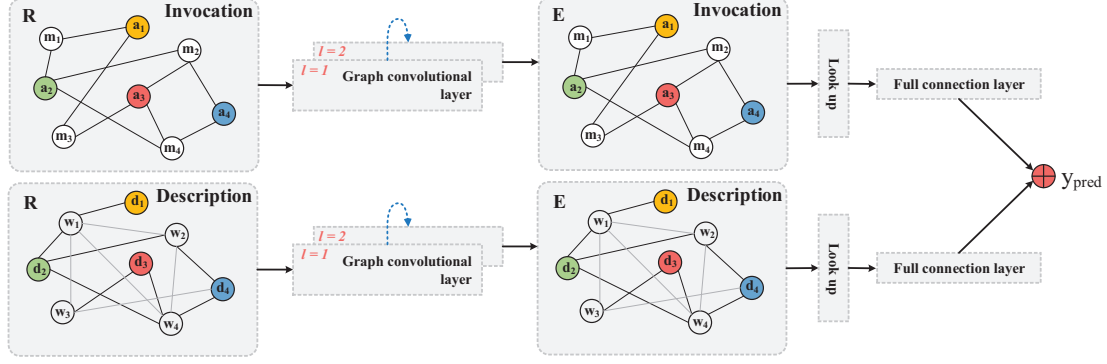 R Invocation
a1
m1
m2
a2
a3
a4
m3
m4
l = 2
l = 1
Graph convolutional
layer
E Invocation
a1
m1
m2
a2
a3
a4
m3
m4
Look up
Full connection layer
ypred
R Description
d1
w1
w2
d2
d3
d4
w3
w4
l = 2
l = 1
Graph convolutional
layer
E Description
d1
w1
w2
d2
d3
d4
w3
w4
Look up
Full connection layer